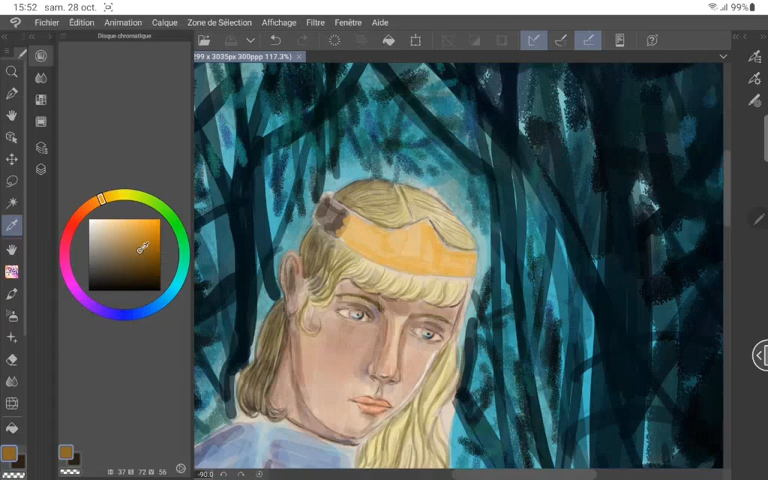 15:52 sam. 28 oct. 99%
Fichier Édition Animation Calque Zone de Sélection Affichage Filtre Fenêtre Aide
Disque chromatique
299 x 3035px 300ppp 117.3%)
-90.0
37 72 56